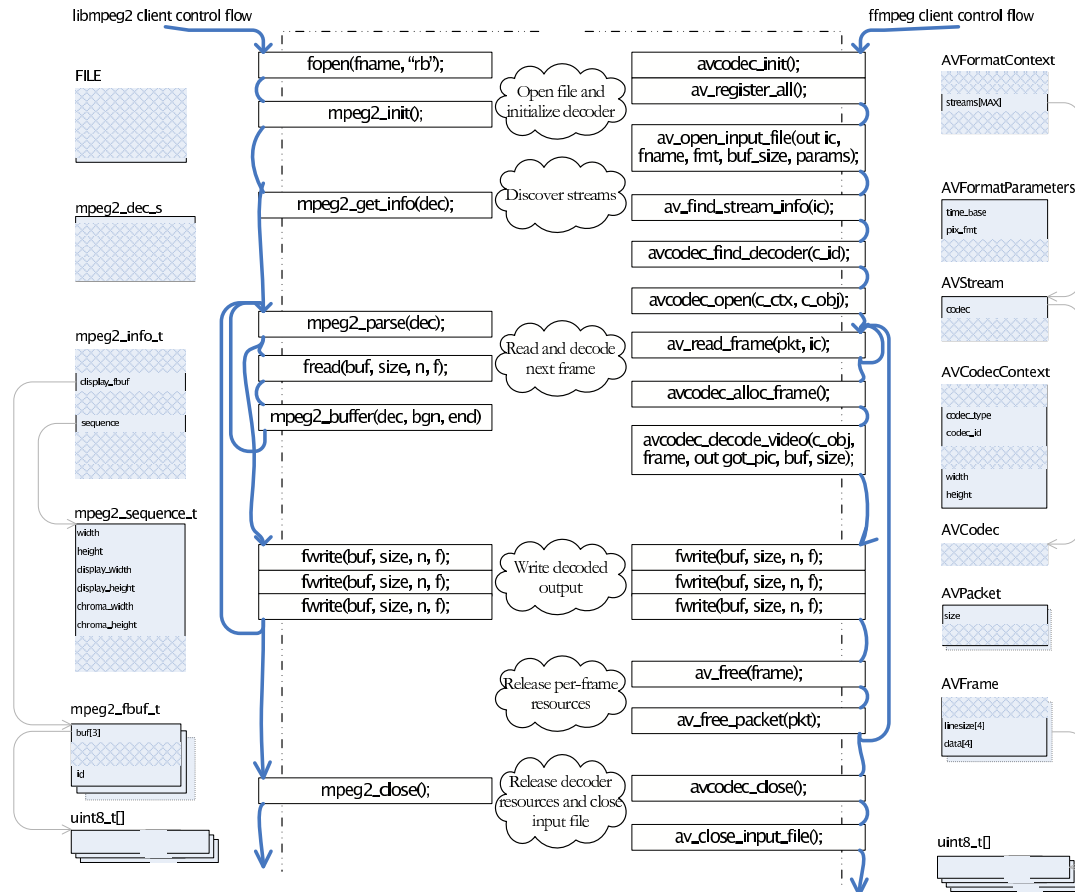 libmpeg2 client control flow
ffmpeg client control flow
FILE
mpeg2_dec_s
mpeg2_info_t
display_fbuf
sequence
mpeg2_sequence_t
width
height
display_width
display_height
chroma_width
chroma_height
mpeg2_fbuf_t
buf[3]
id
uint8_t[]
fopen(fname, “rb”);
mpeg2_init();
mpeg2_get_info(dec);
mpeg2_parse(dec);
fread(buf, size, n, f);
mpeg2_buffer(dec, bgn, end)
fwrite(buf, size, n, f);
fwrite(buf, size, n, f);
fwrite(buf, size, n, f);
mpeg2_close();
Open file and
initialize decoder
Discover streams
Read and decode
next frame
Write decoded
output
Release per-frame
resources
Release decoder
resources and close
input file
avcodec_init();
av_register_all();
av_open_input_file(out ic,
fname, fmt, buf_size, params);
av_find_stream_info(ic);
avcodec_find_decoder(c_id);
avcodec_open(c_ctx, c_obj);
av_read_frame(pkt, ic);
avcodec_alloc_frame();
avcodec_decode_video(c_obj,
frame, out got_pic, buf, size);
fwrite(buf, size, n, f);
fwrite(buf, size, n, f);
fwrite(buf, size, n, f);
av_free(frame);
av_free_packet(pkt);
avcodec_close();
av_close_input_file();
AVFormatContext
streams[MAX]
AVFormatParameters
time_base
pix_fmt
AVStream
codec
AVCodecContext
codec_type
codec_id
width
height
AVCodec
AVPacket
size
AVFrame
linesize[4]
data[4]
uint8_t[]